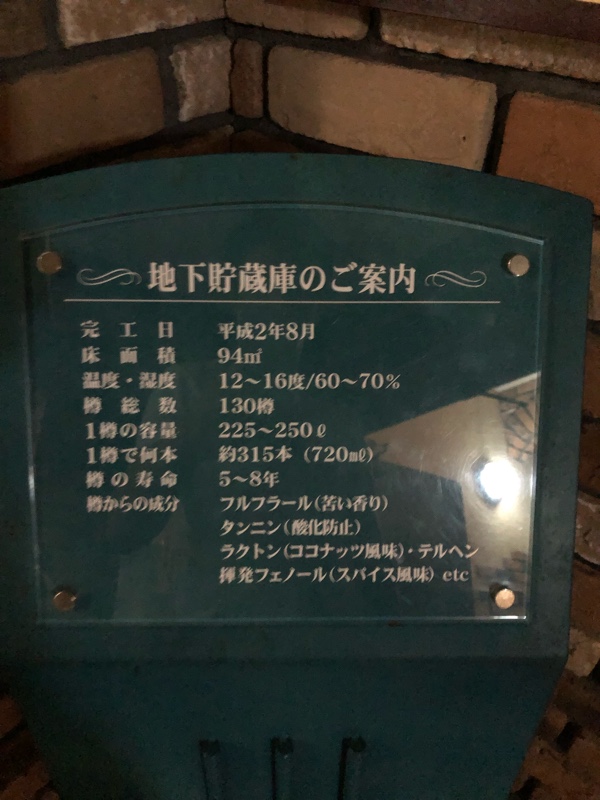 地下貯蔵庫のご案内
完工日 平成2年8月
床面積 94㎡
温度・湿度 12〜16度/60〜70%
樽総数 130樽
1樽の容量 225〜250ℓ
1樽で何本 約315本（720㎖）
樽の寿命 5〜8年
樽からの成分 フルフラール（苦い香り）
タンニン（酸化防止）
ラクトン（ココナッツ風味）・テルヘン
揮発フェノール（スパイス風味） etc